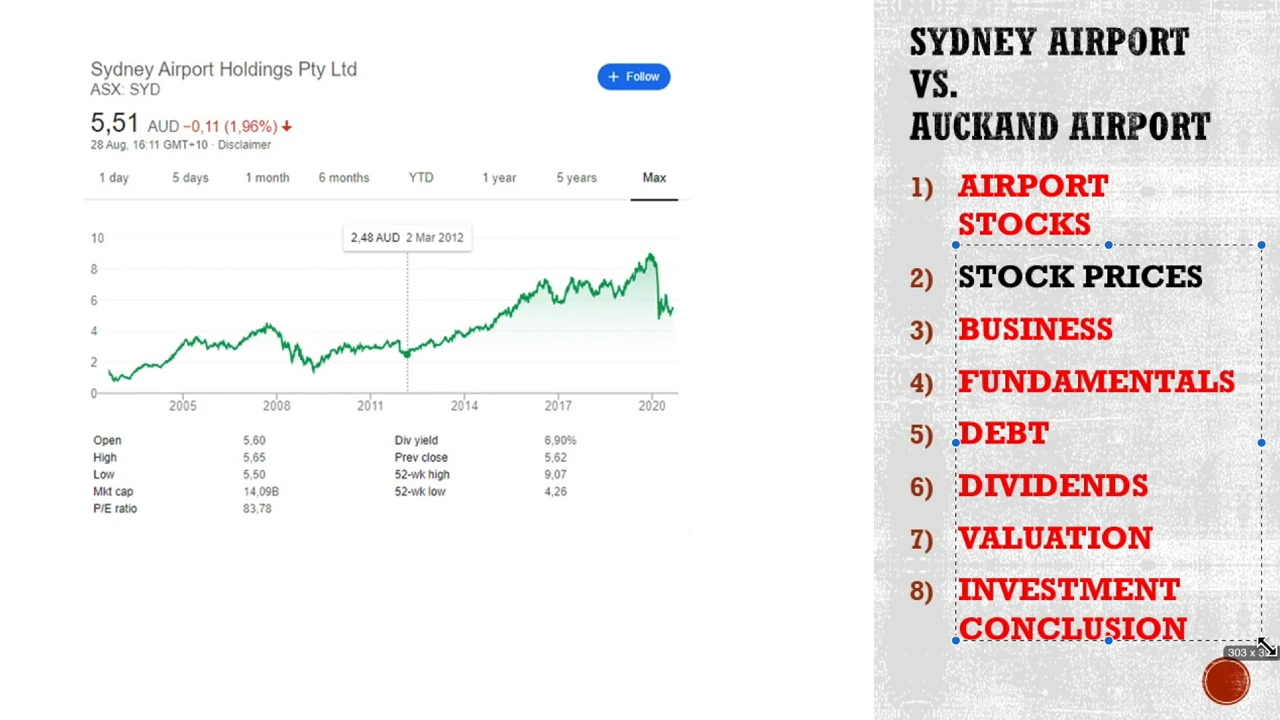 Sydney Airport Holdings Pty Ltd
ASX: SYD
+ Follow
5,51 AUD −0,11 (1,96%)
28 Aug, 16:11 GMT+10 · Disclaimer
1 day 5 days 1 month 6 months YTD 1 year 5 years Max
2,48 AUD 2 Mar 2012
10
8
6
4
2
0
2005 2008 2011 2014 2017 2020
Open 5,60 Div yield 6,90%
High 5,65 Prev close 5,62
Low 5,50 52-wk high 9,07
Mkt cap 14,09B 52-wk low 4,26
P/E ratio 83,78
SYDNEY AIRPORT
VS.
AUCKAND AIRPORT
1) AIRPORT
STOCKS
2) STOCK PRICES
3) BUSINESS
4) FUNDAMENTALS
5) DEBT
6) DIVIDENDS
7) VALUATION
8) INVESTMENT
CONCLUSION
303 x